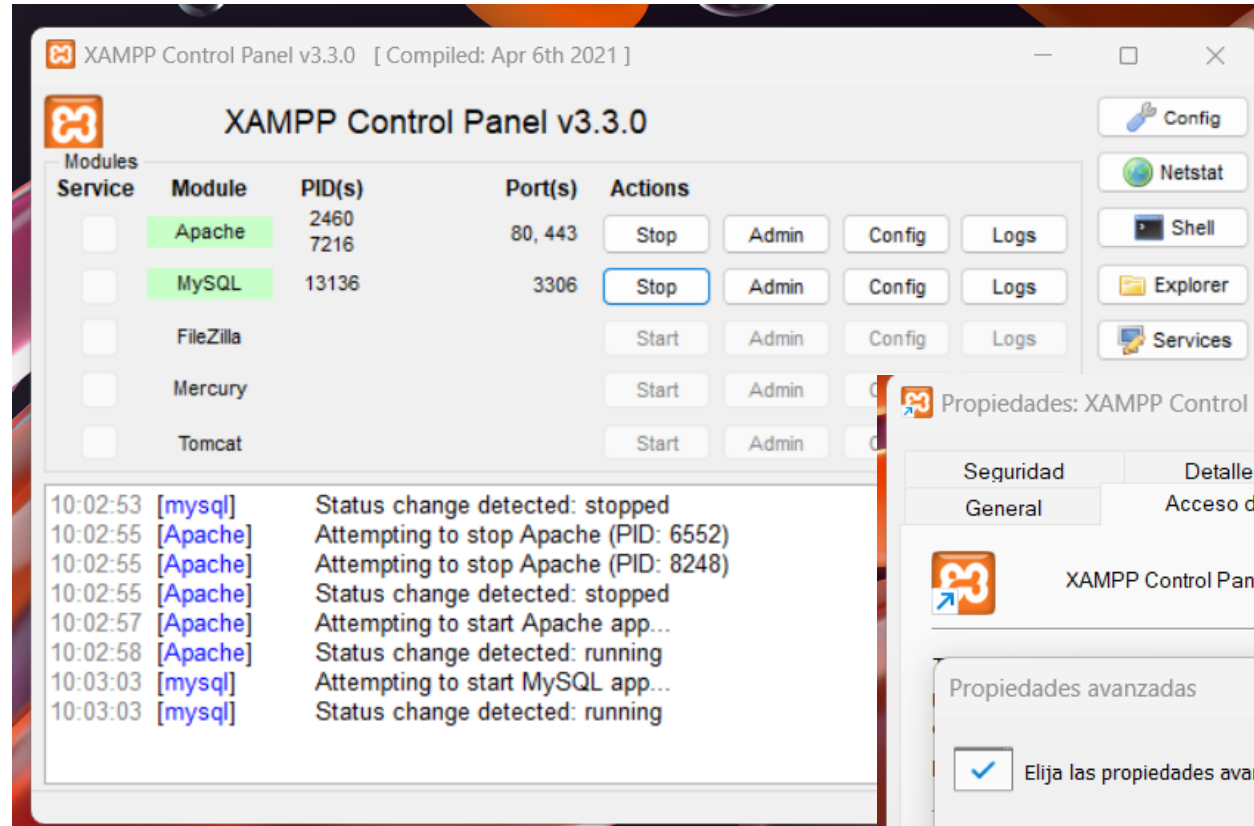 XAMPP Control Panel v3.3.0 [ Compiled: Apr 6th 2021 ]
XAMPP Control Panel v3.3.0
Config
Modules
Service Module PID(s) Port(s) Actions
Netstat
Apache 2460 7216 80, 443 Stop Admin Config Logs
Shell
MySQL 13136 3306 Stop Admin Config Logs
Explorer
FileZilla Start Admin Config Logs
Services
Mercury Start Admin
Tomcat Start Admin
10:02:53 [mysql] Status change detected: stopped
10:02:55 [Apache] Attempting to stop Apache (PID: 6552)
10:02:55 [Apache] Attempting to stop Apache (PID: 8248)
10:02:55 [Apache] Status change detected: stopped
10:02:57 [Apache] Attempting to start Apache app...
10:02:58 [Apache] Status change detected: running
10:03:03 [mysql] Attempting to start MySQL app...
10:03:03 [mysql] Status change detected: running
Propiedades: XAMPP Control
Seguridad Detalle
General Acceso d
XAMPP Control Pan
Propiedades avanzadas
Elija las propiedades avan